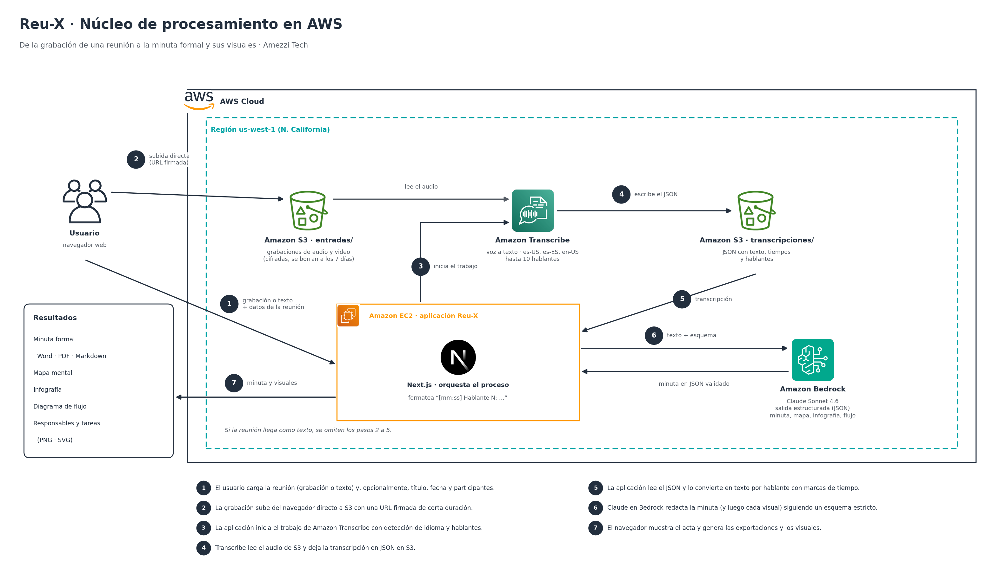 Reu-X · Núcleo de procesamiento en AWS
De la grabación de una reunión a la minuta formal y sus visuales · Amezzi Tech
aws
AWS Cloud
Región us-west-1 (N. California)
2
subida directa
(URL firmada)
Usuario
navegador web
lee el audio
4
escribe el JSON
Amazon S3 · entradas/
grabaciones de audio y video
(cifradas, se borran a los 7 días)
Amazon Transcribe
voz a texto · es-US, es-ES, en-US
hasta 10 hablantes
Amazon S3 · transcripciones/
JSON con texto, tiempos
y hablantes
3
inicia el trabajo
1
grabación o texto
+ datos de la reunión
5
transcripción
Resultados
Minuta formal
Word · PDF · Markdown
Mapa mental
Infografía
Diagrama de flujo
Responsables y tareas
(PNG · SVG)
Amazon EC2 · aplicación Reu-X
N
Next.js · orquesta el proceso
formatea “[mm:ss] Hablante N: ...”
6
texto + esquema
minuta en JSON validado
Amazon Bedrock
Claude Sonnet 4.6
salida estructurada (JSON)
minuta, mapa, infografía, flujo
7
minuta y visuales
Si la reunión llega como texto, se omiten los pasos 2 a 5.
1 El usuario carga la reunión (grabación o texto) y, opcionalmente, título, fecha y participantes.
2 La grabación sube del navegador directo a S3 con una URL firmada de corta duración.
3 La aplicación inicia el trabajo de Amazon Transcribe con detección de idioma y hablantes.
4 Transcribe lee el audio de S3 y deja la transcripción en JSON en S3.
5 La aplicación lee el JSON y lo convierte en texto por hablante con marcas de tiempo.
6 Claude en Bedrock redacta la minuta (y luego cada visual) siguiendo un esquema estricto.
7 El navegador muestra el acta y genera las exportaciones y los visuales.